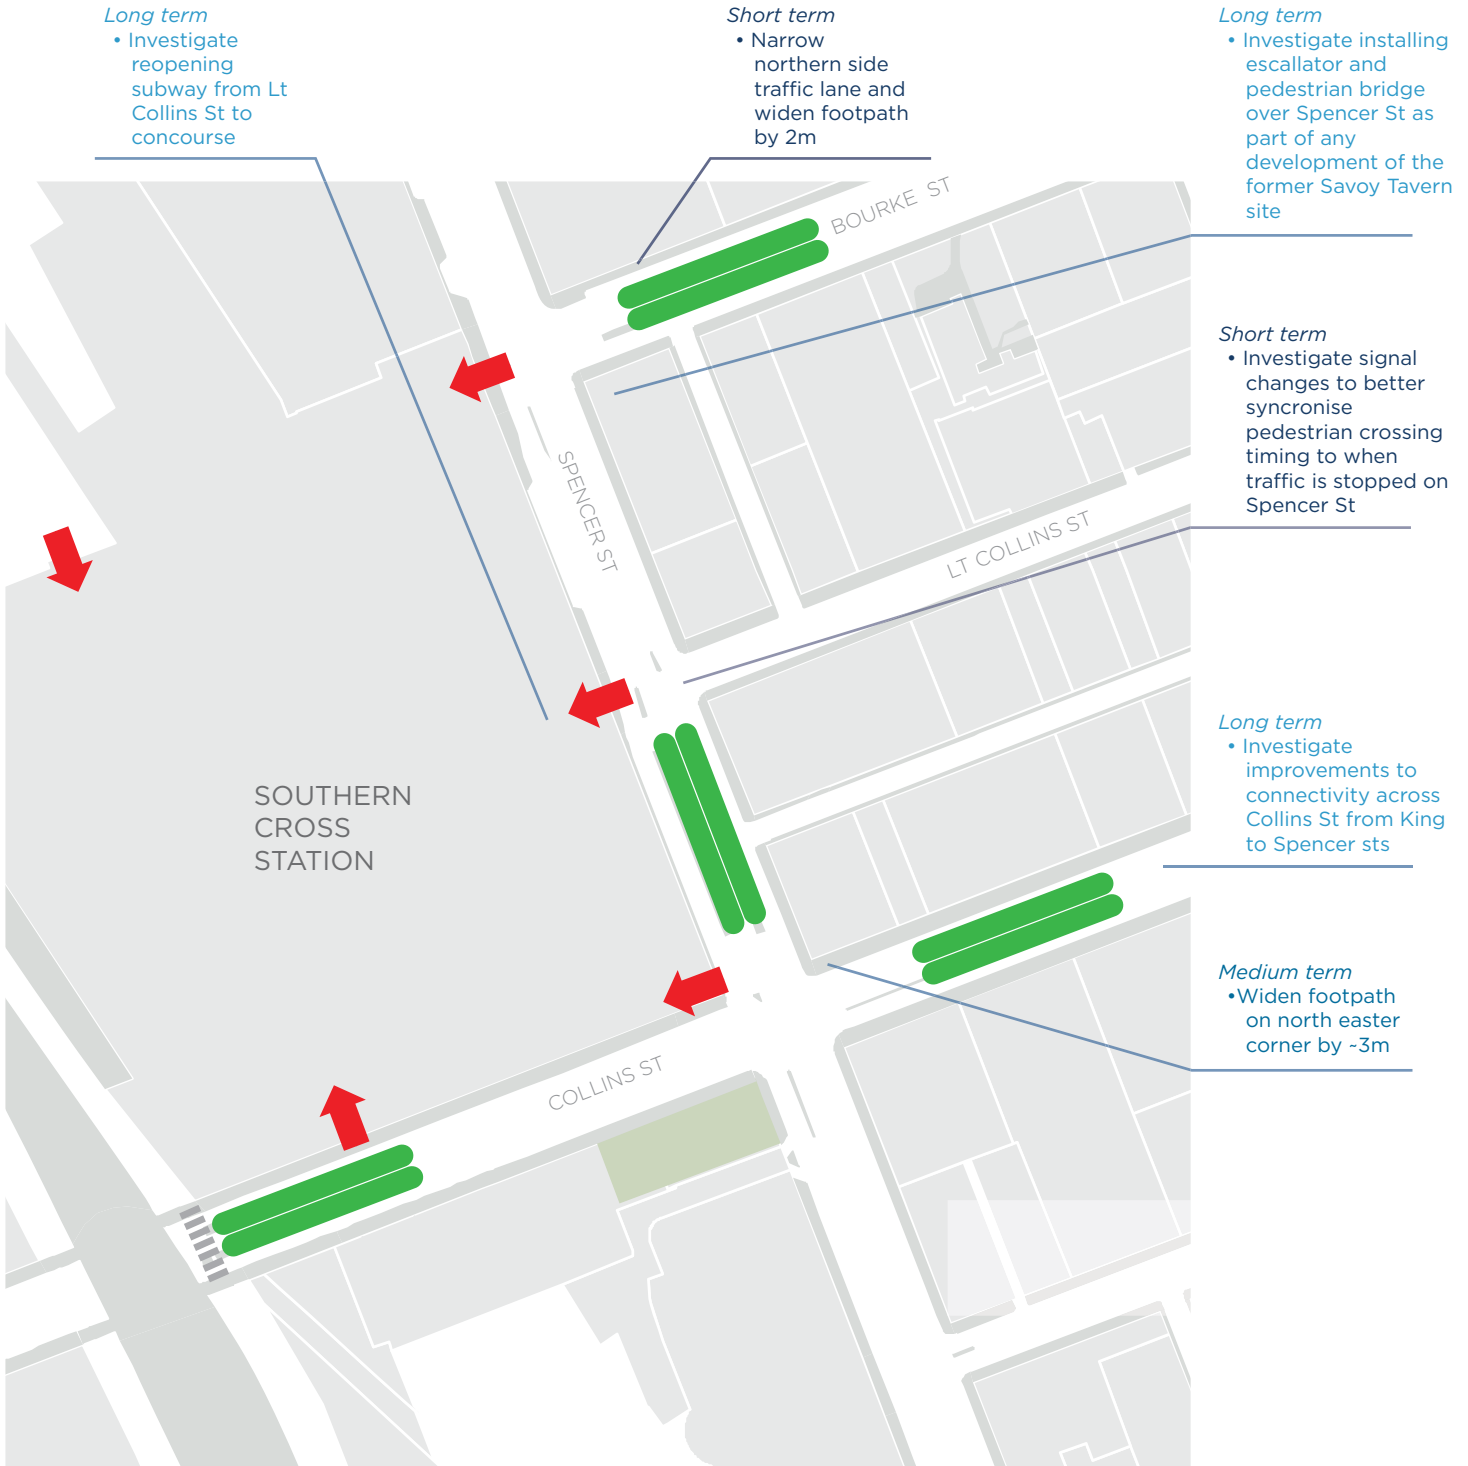 Long term
• Investigate
reopening
subway from Lt
Collins St to
concourse
Short term
• Narrow
northern side
traffic lane and
widen footpath
by 2m
Long term
• Investigate installing
escallator and
pedestrian bridge
over Spencer St as
part of any
development of the
former Savoy Tavern
site
BOURKE ST
Short term
• Investigate signal
changes to better
syncronise
pedestrian crossing
timing to when
traffic is stopped on
Spencer St
SPENCER ST
LT COLLINS ST
SOUTHERN
CROSS
STATION
Long term
• Investigate
improvements to
connectivity across
Collins St from King
to Spencer sts
Medium term
•Widen footpath
on north easter
corner by ~3m
COLLINS ST